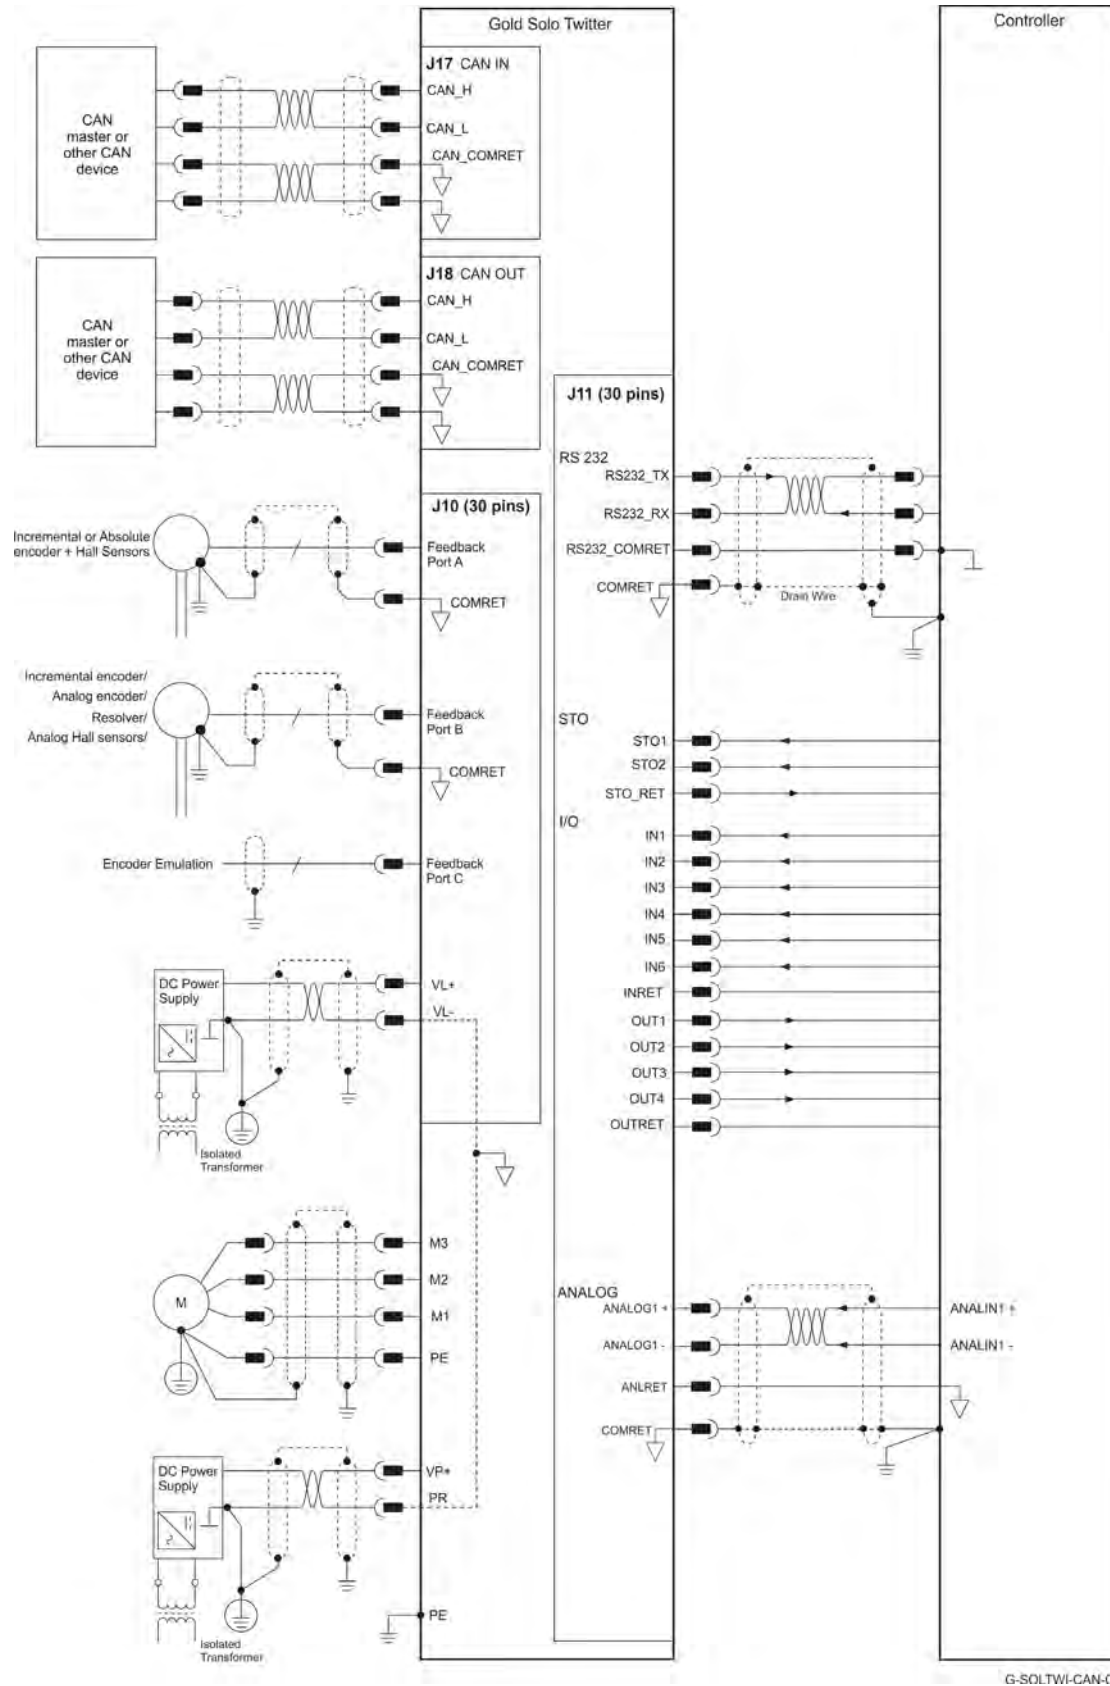 Gold Solo Twitter
Controller
J17 CAN IN
CAN_H
CAN_L
CAN_COMRET
CAN
master or
other CAN
device
J18 CAN OUT
CAN_H
CAN_L
CAN_COMRET
CAN
master or
other CAN
device
J10 (30 pins)
Incremental or Absolute
encoder + Hall Sensors
Feedback
Port A
COMRET
Incremental encoder/
Analog encoder/
Resolver/
Analog Hall sensors/
Feedback
Port B
COMRET
Encoder Emulation
Feedback
Port C
DC Power
Supply
VL+
VL-
Isolated
Transformer
M
M3
M2
M1
PE
DC Power
Supply
VP+
PR
Isolated
Transformer
PE
J11 (30 pins)
RS 232
RS232_TX
RS232_RX
RS232_COMRET
COMRET
Drain Wire
STO
STO1
STO2
STO_RET
I/O
IN1
IN2
IN3
IN4
IN5
IN6
INRET
OUT1
OUT2
OUT3
OUT4
OUTRET
ANALOG
ANALOG1 +
ANALIN1 +
ANALOG1 -
ANALIN1 -
ANLRET
COMRET